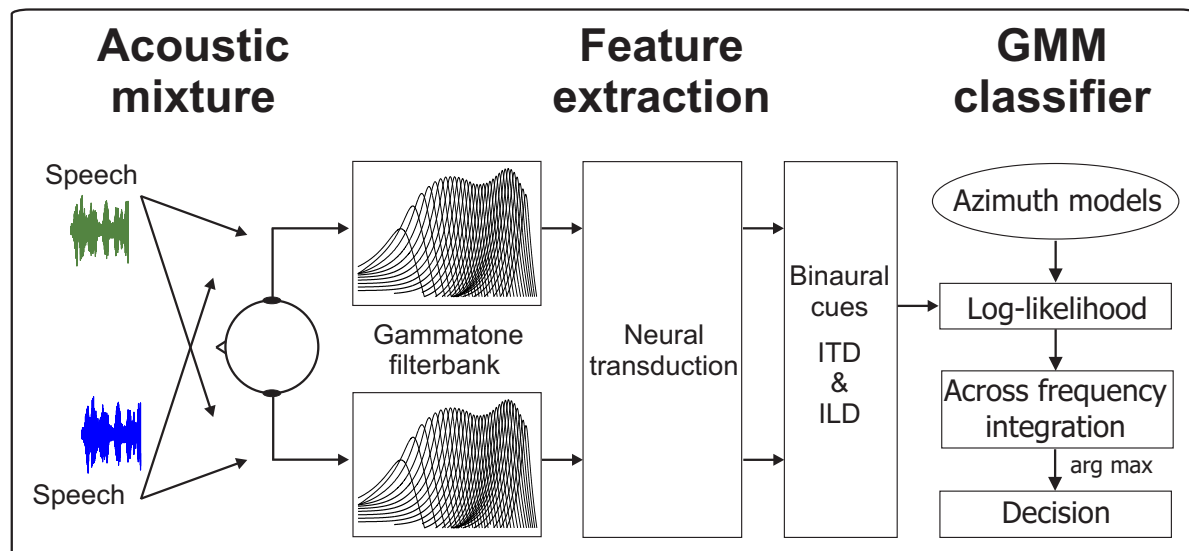 Acoustic
mixture
Feature
extraction
GMM
classifier
Speech
Speech
Gammatone
filterbank
Neural
transduction
Binaural
cues
ITD
&
ILD
Azimuth models
Log-likelihood
Across frequency
integration
arg max
Decision